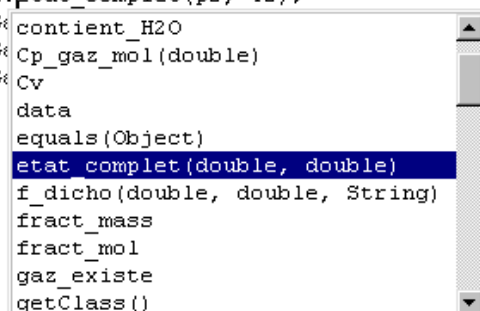 contient_H2O
Cp_gaz_mol(double)
Cv
data
equals(Object)
etat_complet(double, double)
f_dicho(double, double, String)
fract_mass
fract_mol
gaz_existe
getClass()